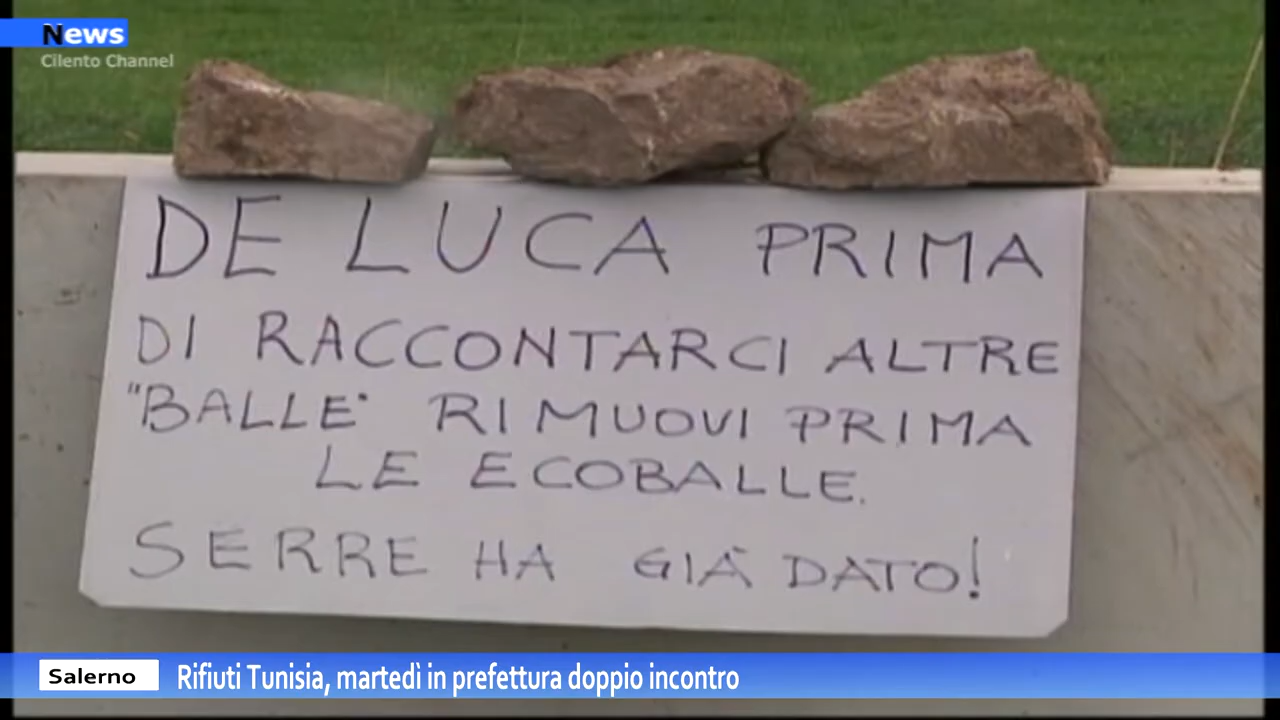 News
Cilento Channel
DE LUCA PRIMA
DI RACCONTARCI ALTRE
"BALLE" RIMUOVI PRIMA
LE ECOBALLE.
SERRE HA GIÀ DATO!
Salerno Rifiuti Tunisia, martedì in prefettura doppio incontro